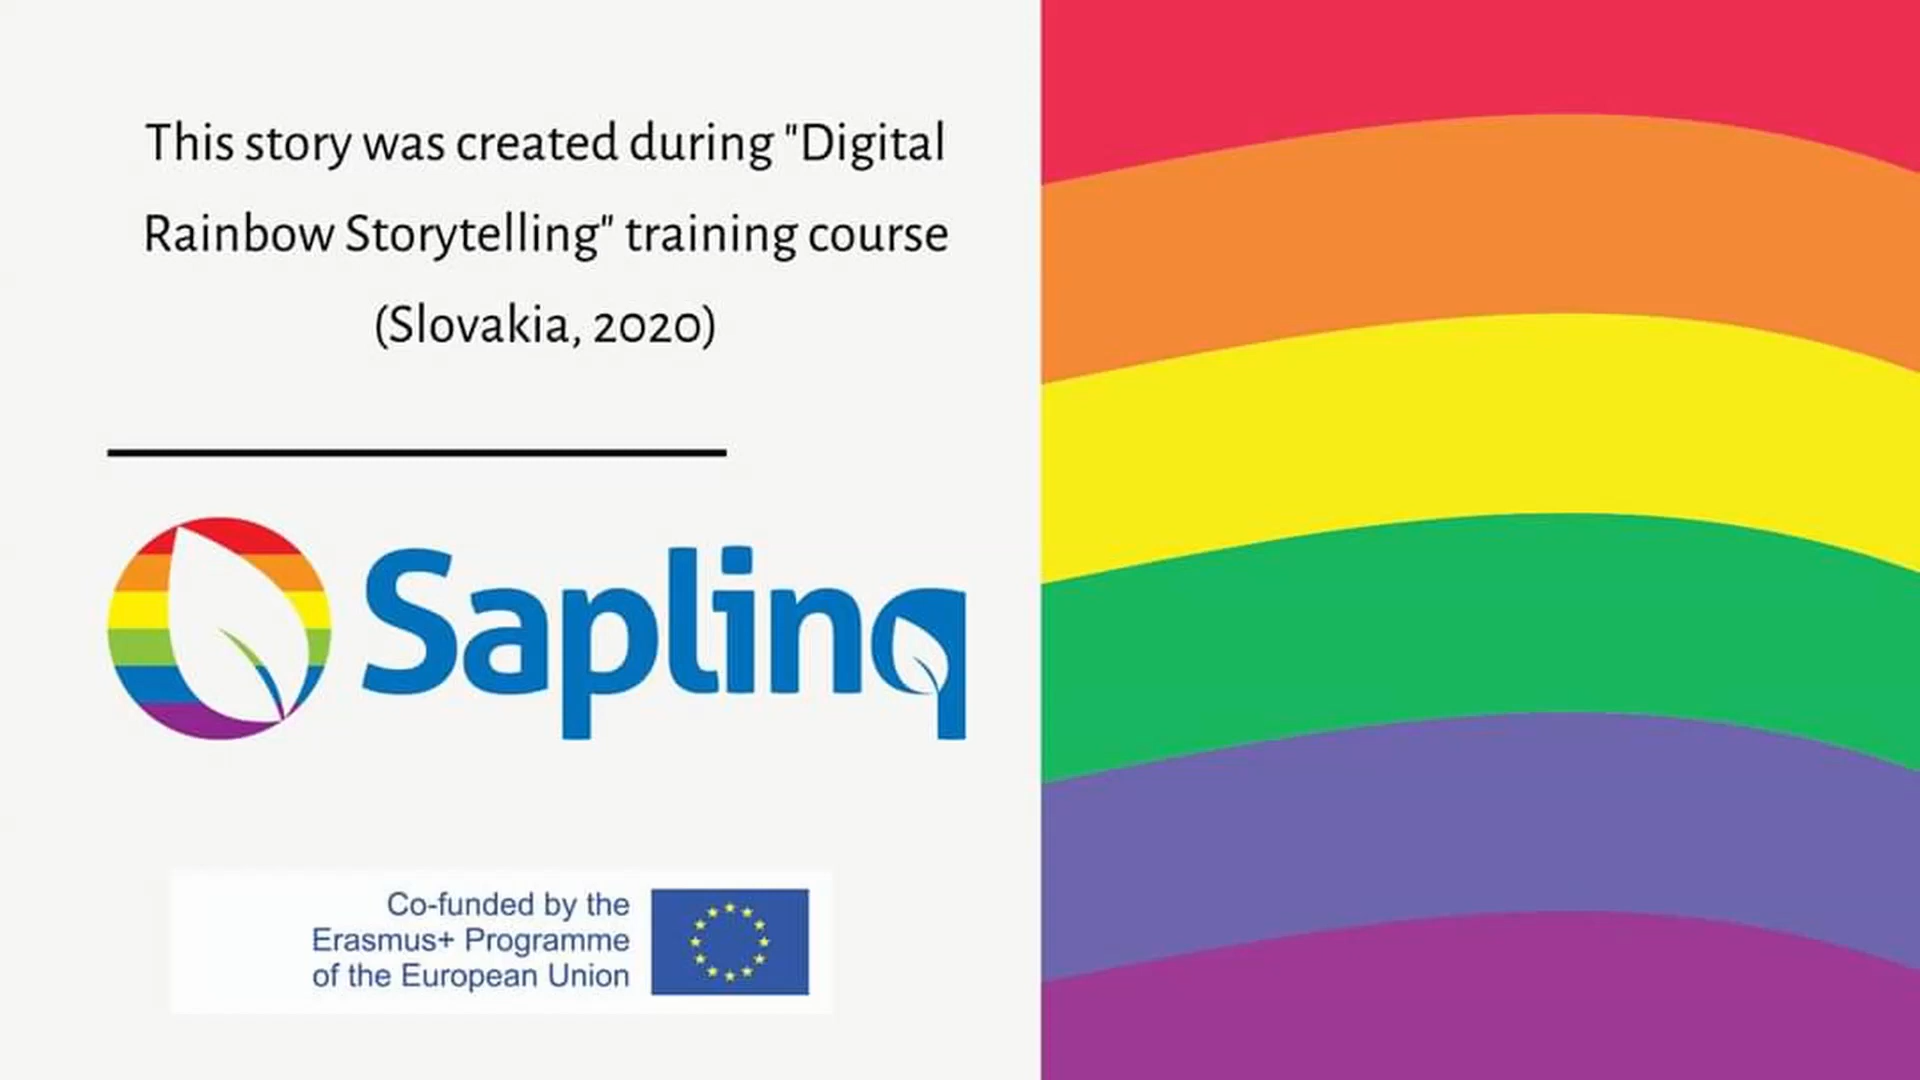 This story was created during "Digital
Rainbow Storytelling" training course
(Slovakia, 2020)
Saplinq
Co-funded by the
Erasmus+ Programme
of the European Union